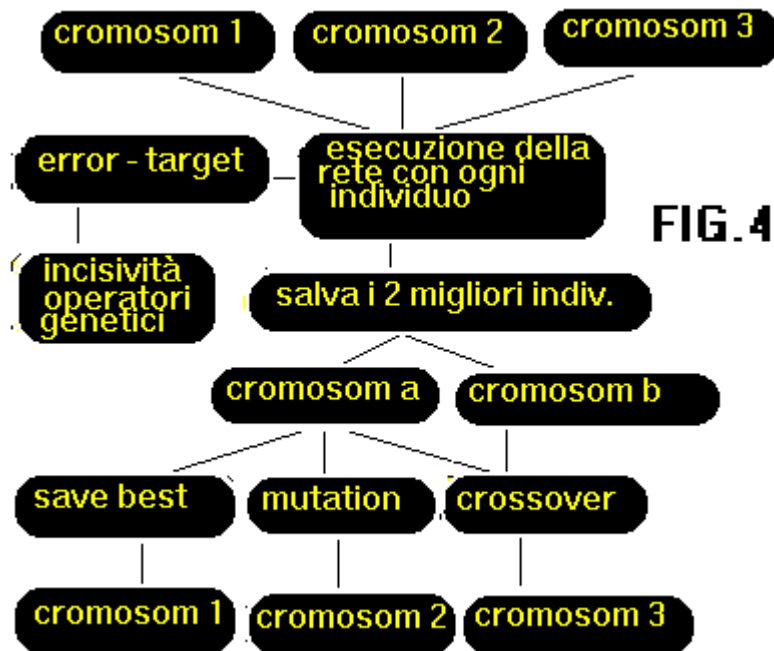 cromosom 1
cromosom 2
cromosom 3
error - target
esecuzione della
rete con ogni
individuo
FIG.4
incisività
operatori
genetici
salva i 2 migliori indiv.
cromosom a
cromosom b
save best
mutation
crossover
cromosom 1
cromosom 2
cromosom 3